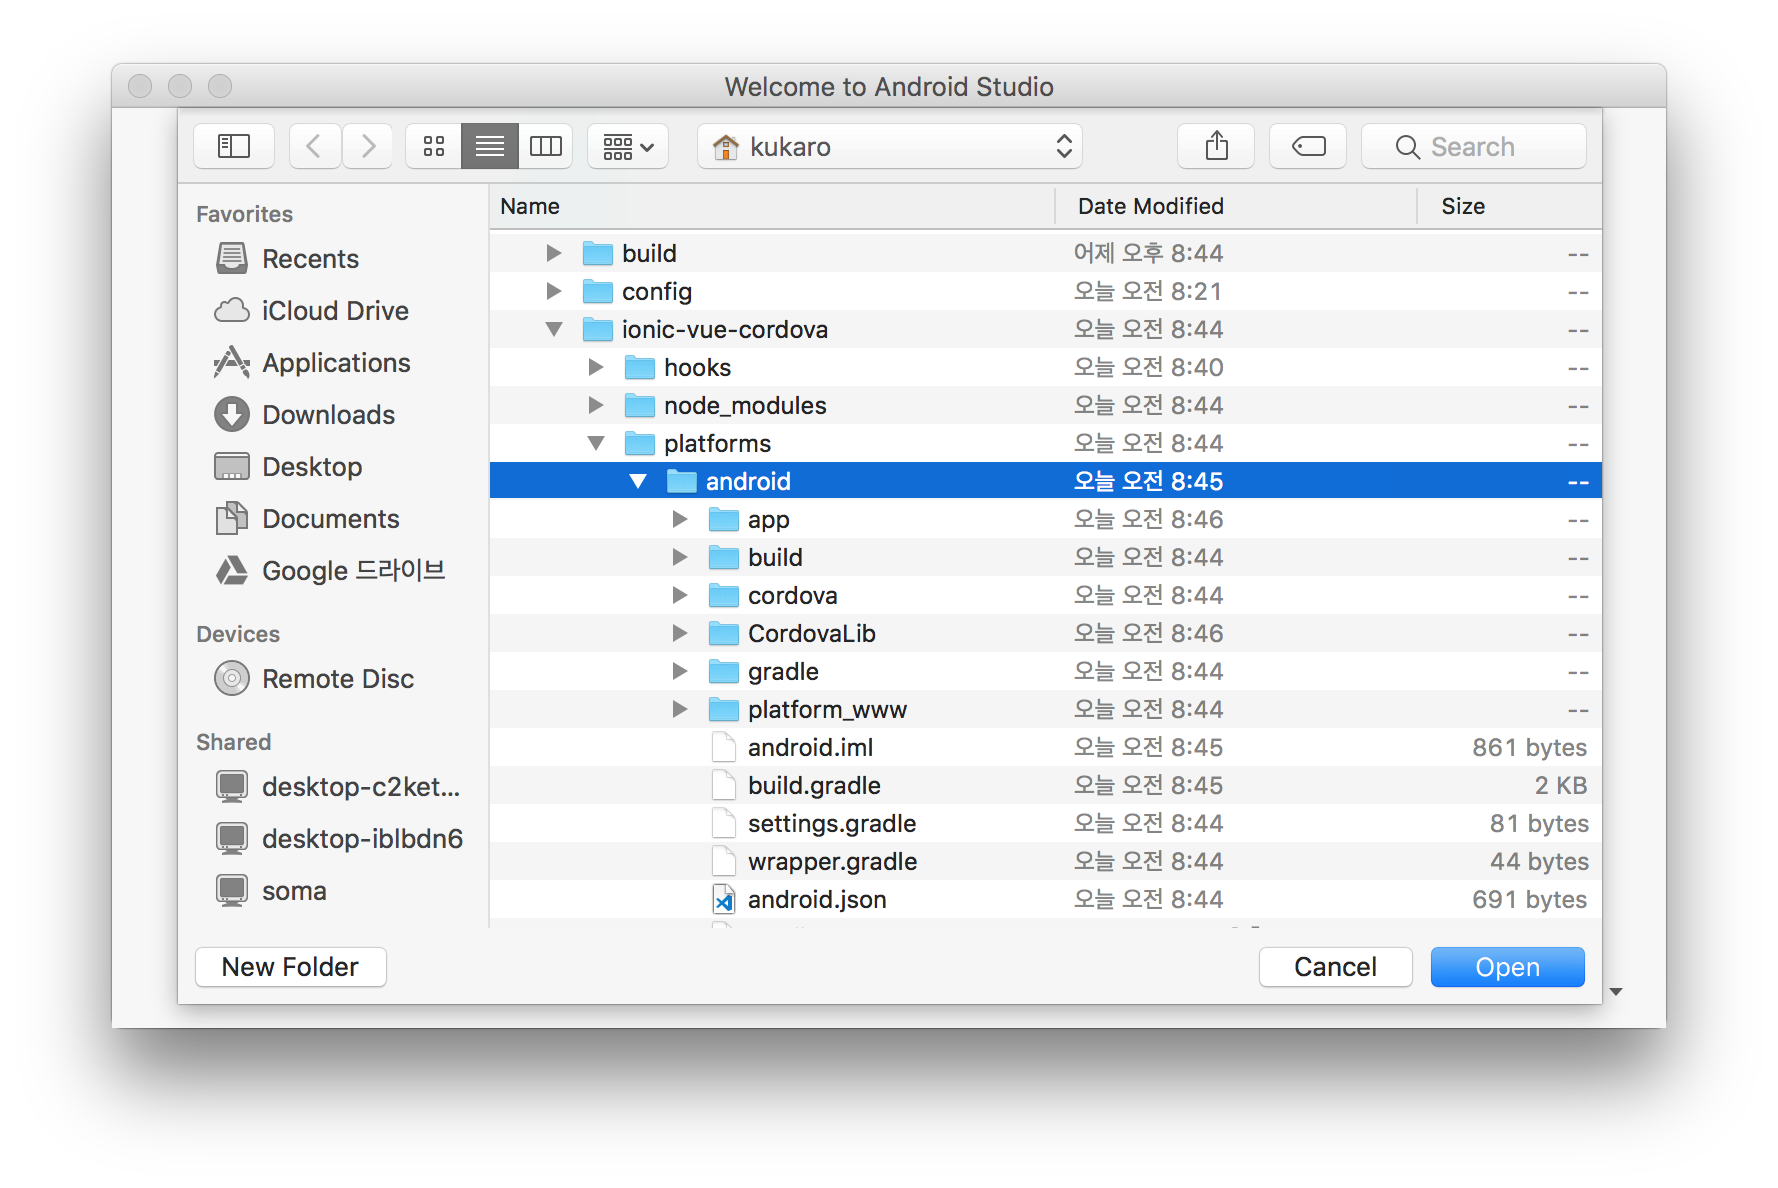 Welcome to Android Studio
kukaro
Search
Favorites
Recents
iCloud Drive
Applications
Downloads
Desktop
Documents
Google 드라이브
Devices
Remote Disc
Shared
desktop-c2ket...
desktop-iblbdn6
soma
Name Date Modified Size
build 어제 오후 8:44 --
config 오늘 오전 8:21 --
ionic-vue-cordova 오늘 오전 8:44 --
hooks 오늘 오전 8:40 --
node_modules 오늘 오전 8:44 --
platforms 오늘 오전 8:44 --
android 오늘 오전 8:45 --
app 오늘 오전 8:46 --
build 오늘 오전 8:44 --
cordova 오늘 오전 8:44 --
CordovaLib 오늘 오전 8:46 --
gradle 오늘 오전 8:44 --
platform_www 오늘 오전 8:44 --
android.iml 오늘 오전 8:45 861 bytes
build.gradle 오늘 오전 8:45 2 KB
settings.gradle 오늘 오전 8:44 81 bytes
wrapper.gradle 오늘 오전 8:44 44 bytes
android.json 오늘 오전 8:44 691 bytes
New Folder
Cancel
Open